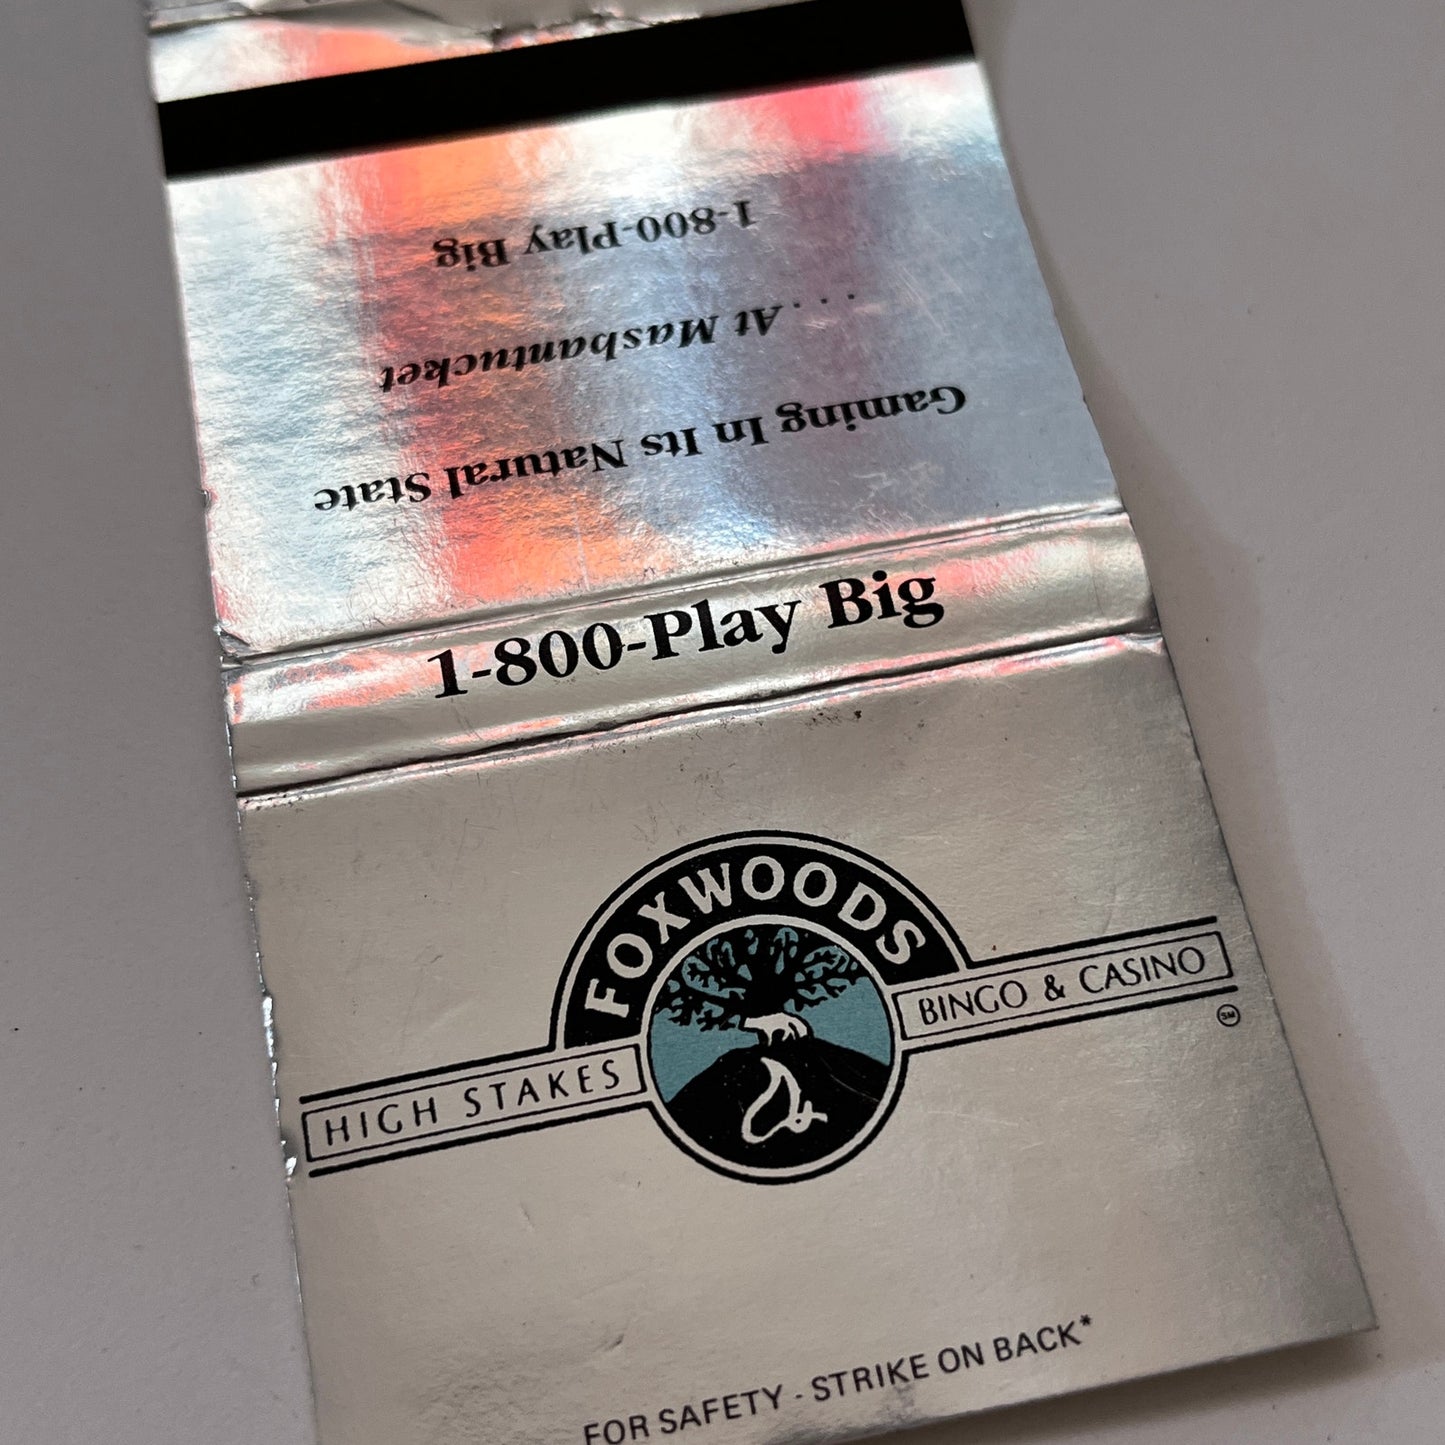 1-800-Play Big
. . . . At Mashantucket
Gaming In Its Natural State
1-800-Play Big
FOXWOODS
HIGH STAKES
BINGO & CASINO
SM
FOR SAFETY - STRIKE ON BACK*